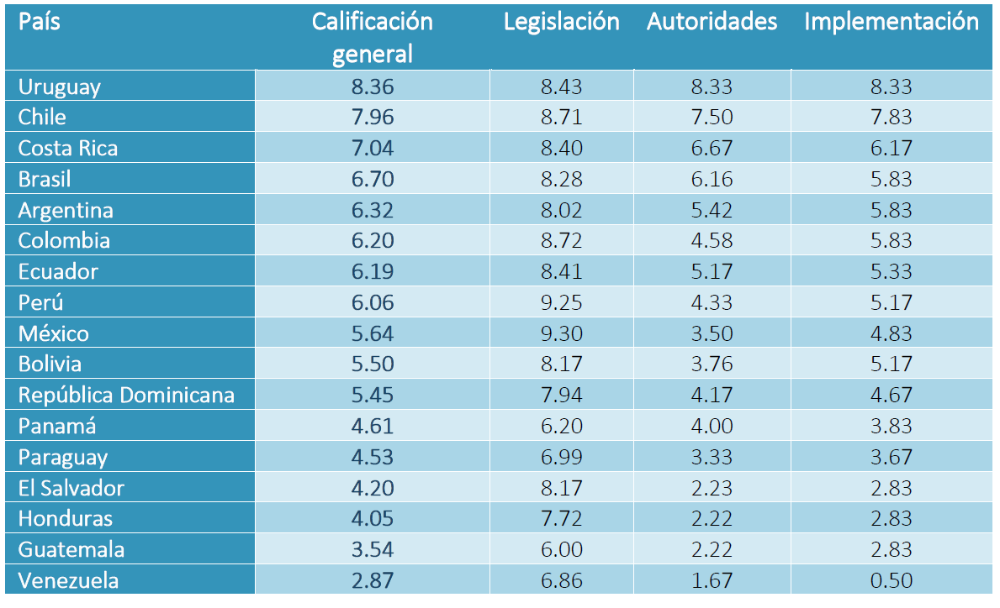 País Calificación general Legislación Autoridades Implementación
Uruguay 8.36 8.43 8.33 8.33
Chile 7.96 8.71 7.50 7.83
Costa Rica 7.04 8.40 6.67 6.17
Brasil 6.70 8.28 6.16 5.83
Argentina 6.32 8.02 5.42 5.83
Colombia 6.20 8.72 4.58 5.83
Ecuador 6.19 8.41 5.17 5.33
Perú 6.06 9.25 4.33 5.17
México 5.64 9.30 3.50 4.83
Bolivia 5.50 8.17 3.76 5.17
República Dominicana 5.45 7.94 4.17 4.67
Panamá 4.61 6.20 4.00 3.83
Paraguay 4.53 6.99 3.33 3.67
El Salvador 4.20 8.17 2.23 2.83
Honduras 4.05 7.72 2.22 2.83
Guatemala 3.54 6.00 2.22 2.83
Venezuela 2.87 6.86 1.67 0.50